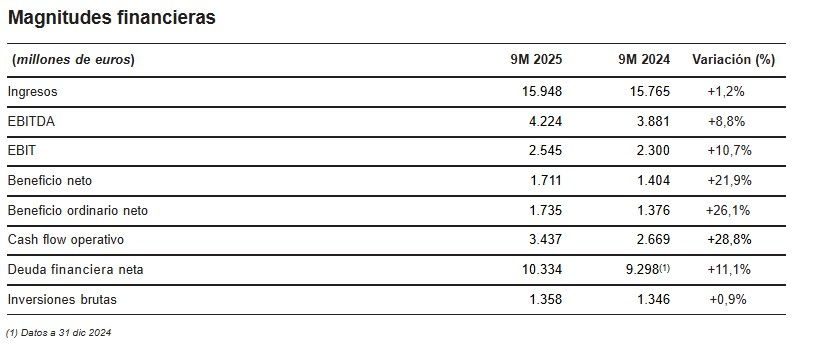 Magnitudes financieras
(millones de euros) 9M 2025 9M 2024 Variación (%)
Ingresos 15.948 15.765 +1,2%
EBITDA 4.224 3.881 +8,8%
EBIT 2.545 2.300 +10,7%
Beneficio neto 1.711 1.404 +21,9%
Beneficio ordinario neto 1.735 1.376 +26,1%
Cash flow operativo 3.437 2.669 +28,8%
Deuda financiera neta 10.334 9.298(1) +11,1%
Inversiones brutas 1.358 1.346 +0,9%
(1) Datos a 31 dic 2024